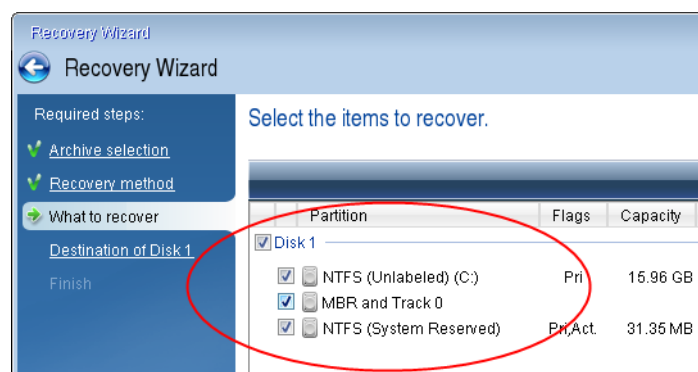 Recovery Wizard
Recovery Wizard
Required steps:
Select the items to recover.
Archive selection
Recovery method
What to recover
Partition Flags Capacity
Disk 1
Destination of Disk 1
NTFS (Unlabeled) (C:) Pri 15.96 GB
Finish
MBR and Track 0
NTFS (System Reserved) Pri,Act. 31.35 MB